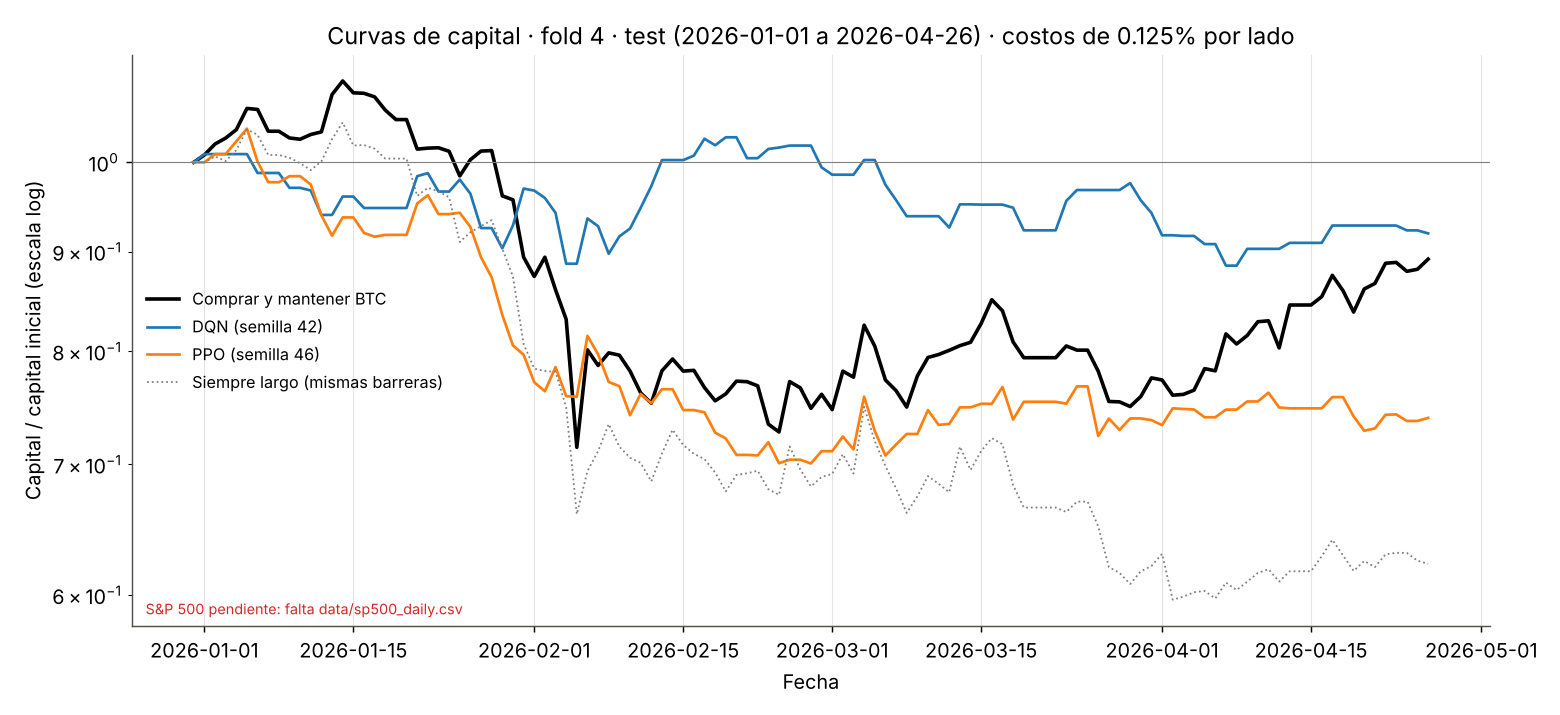 Curvas de capital · fold 4 · test (2026-01-01 a 2026-04-26) · costos de 0.125% por lado
Capital / capital inicial (escala log)
10⁰
9 × 10⁻¹
8 × 10⁻¹
7 × 10⁻¹
6 × 10⁻¹
Comprar y mantener BTC
DQN (semilla 42)
PPO (semilla 46)
Siempre largo (mismas barreras)
S&P 500 pendiente: falta data/sp500_daily.csv
2026-01-01 2026-01-15 2026-02-01 2026-02-15 2026-03-01 2026-03-15 2026-04-01 2026-04-15 2026-05-01
Fecha